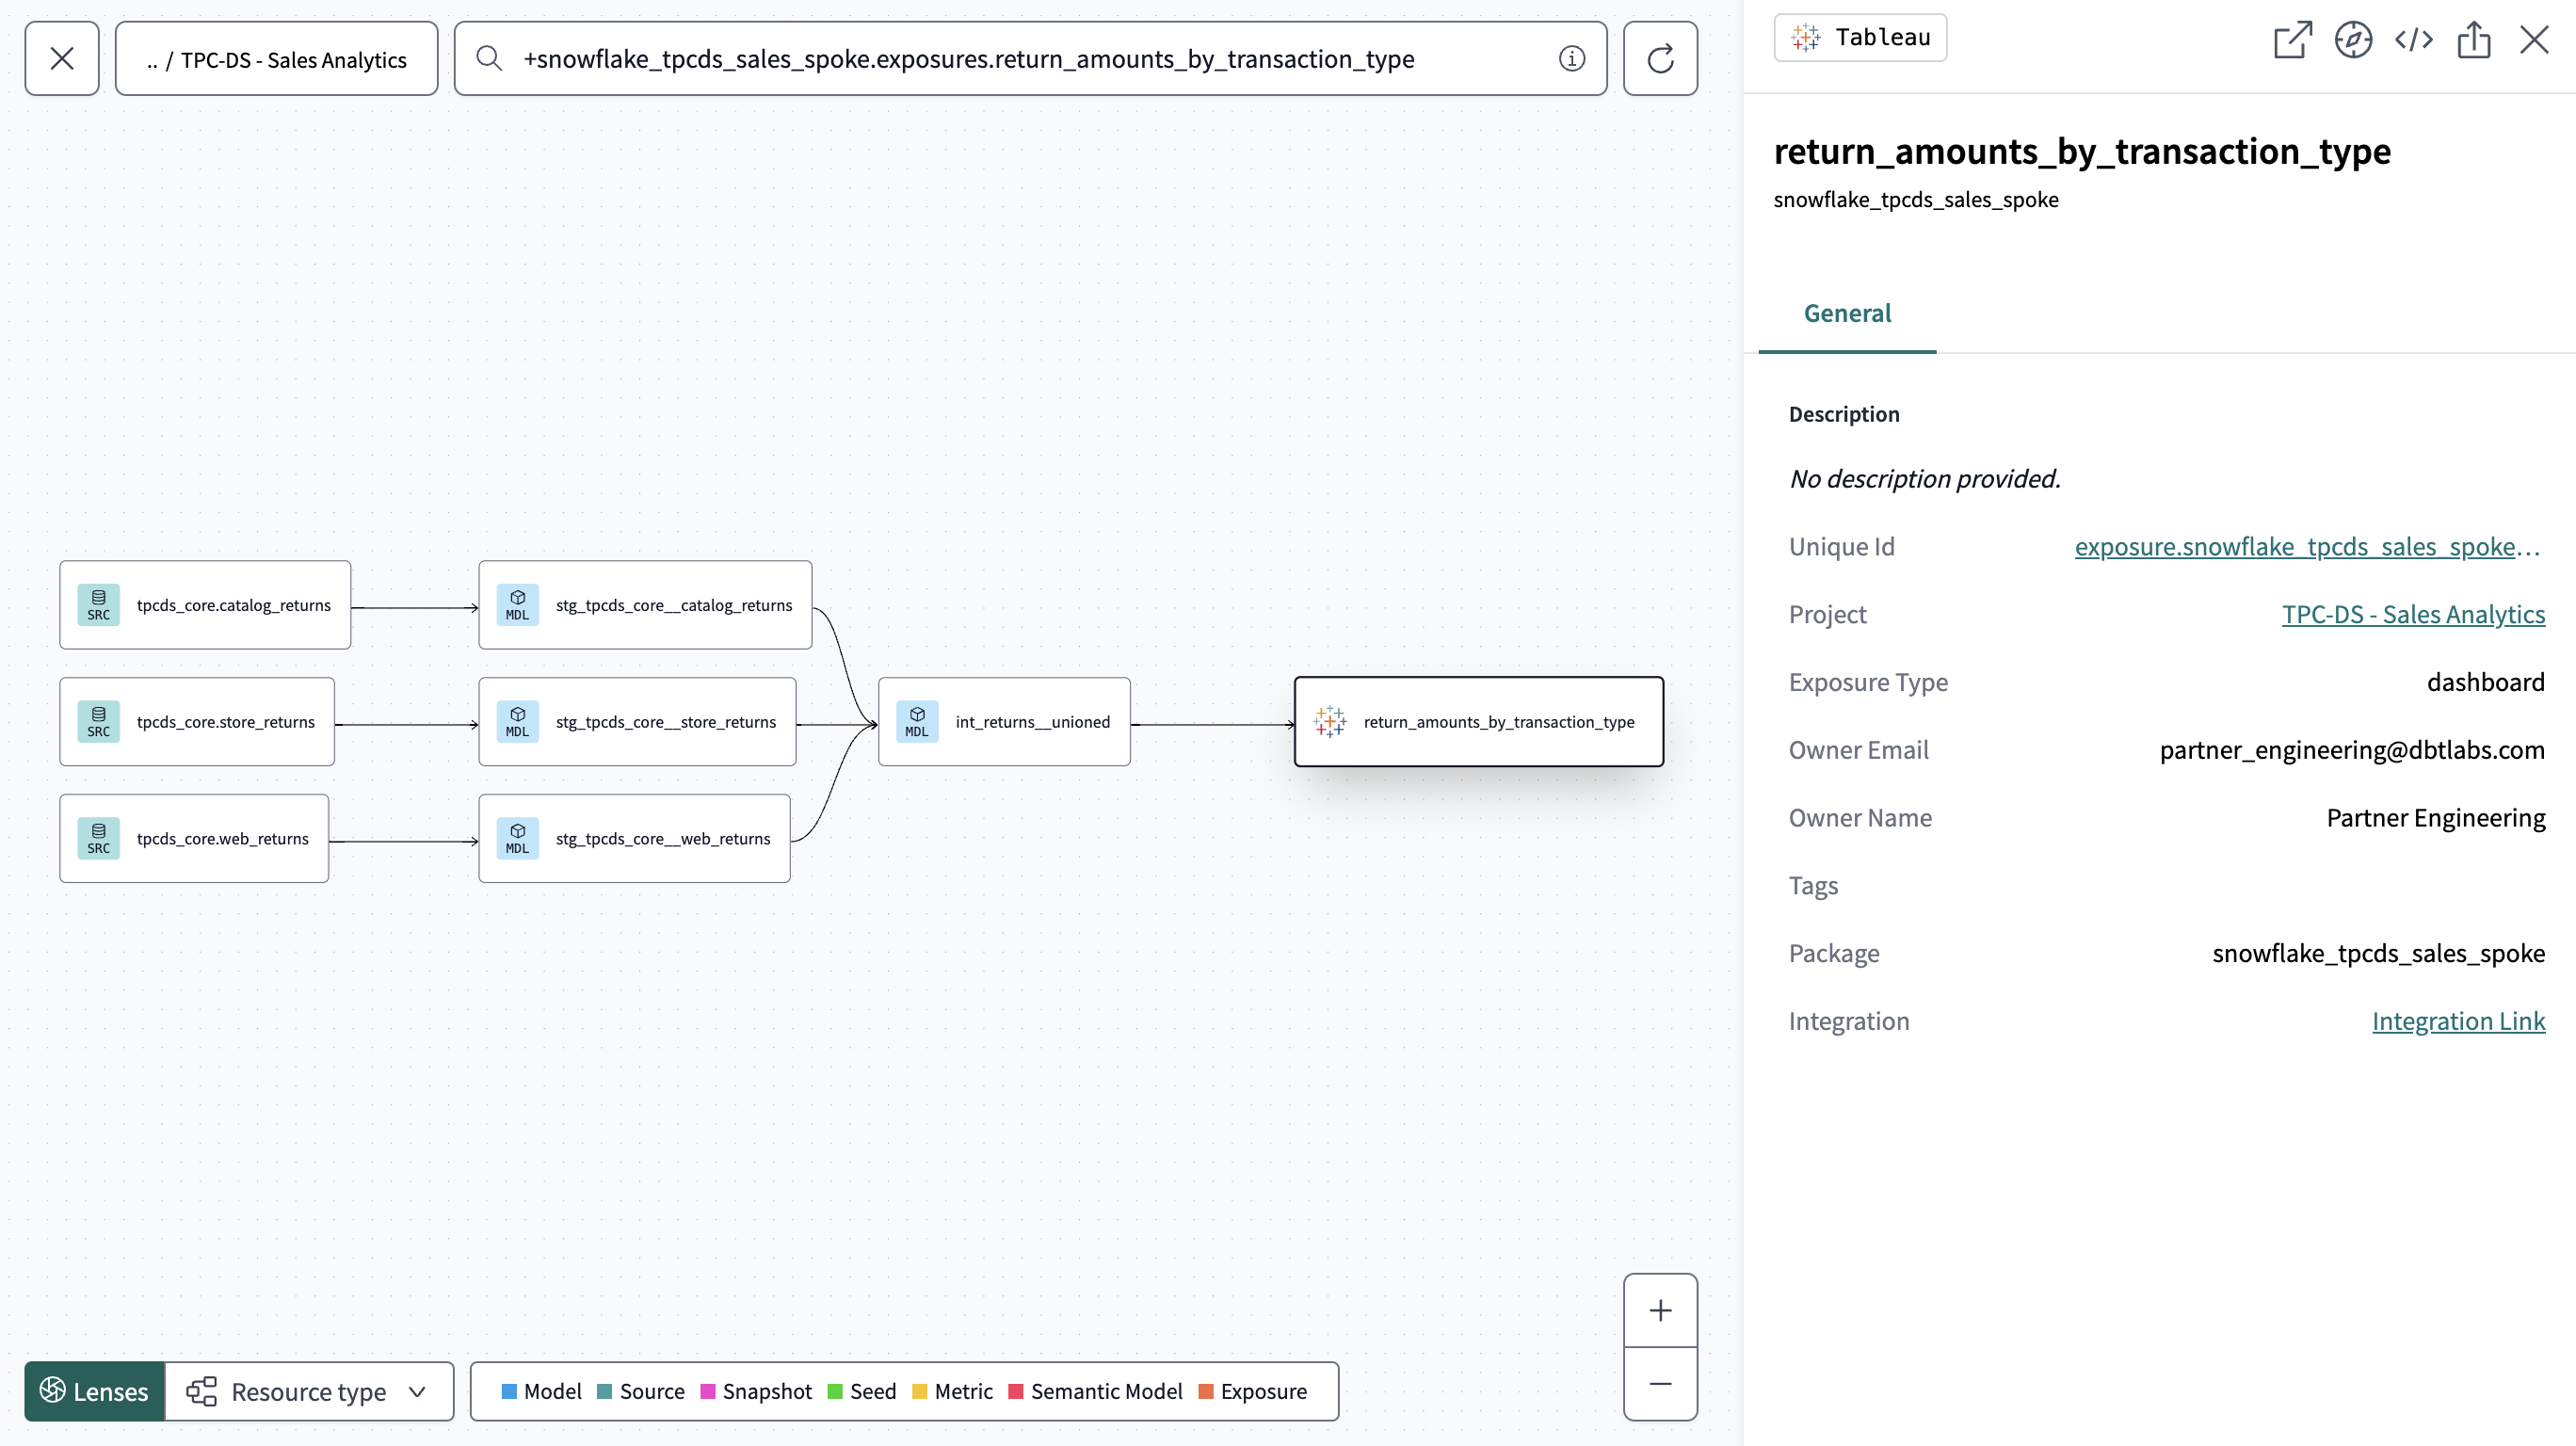 .. / TPC-DS - Sales Analytics
+snowflake_tpcds_sales_spoke.exposures.return_amounts_by_transaction_type
SRC
tpcds_core.catalog_returns
MDL
stg_tpcds_core__catalog_returns
SRC
tpcds_core.store_returns
MDL
stg_tpcds_core__store_returns
MDL
int_returns__unioned
return_amounts_by_transaction_type
SRC
tpcds_core.web_returns
MDL
stg_tpcds_core__web_returns
Lenses
Resource type
Model Source Snapshot Seed Metric Semantic Model Exposure
Tableau
return_amounts_by_transaction_type
snowflake_tpcds_sales_spoke
General
Description
No description provided.
Unique Id exposure.snowflake_tpcds_sales_spoke...
Project TPC-DS - Sales Analytics
Exposure Type dashboard
Owner Email partner_engineering@dbtlabs.com
Owner Name Partner Engineering
Tags
Package snowflake_tpcds_sales_spoke
Integration Integration Link